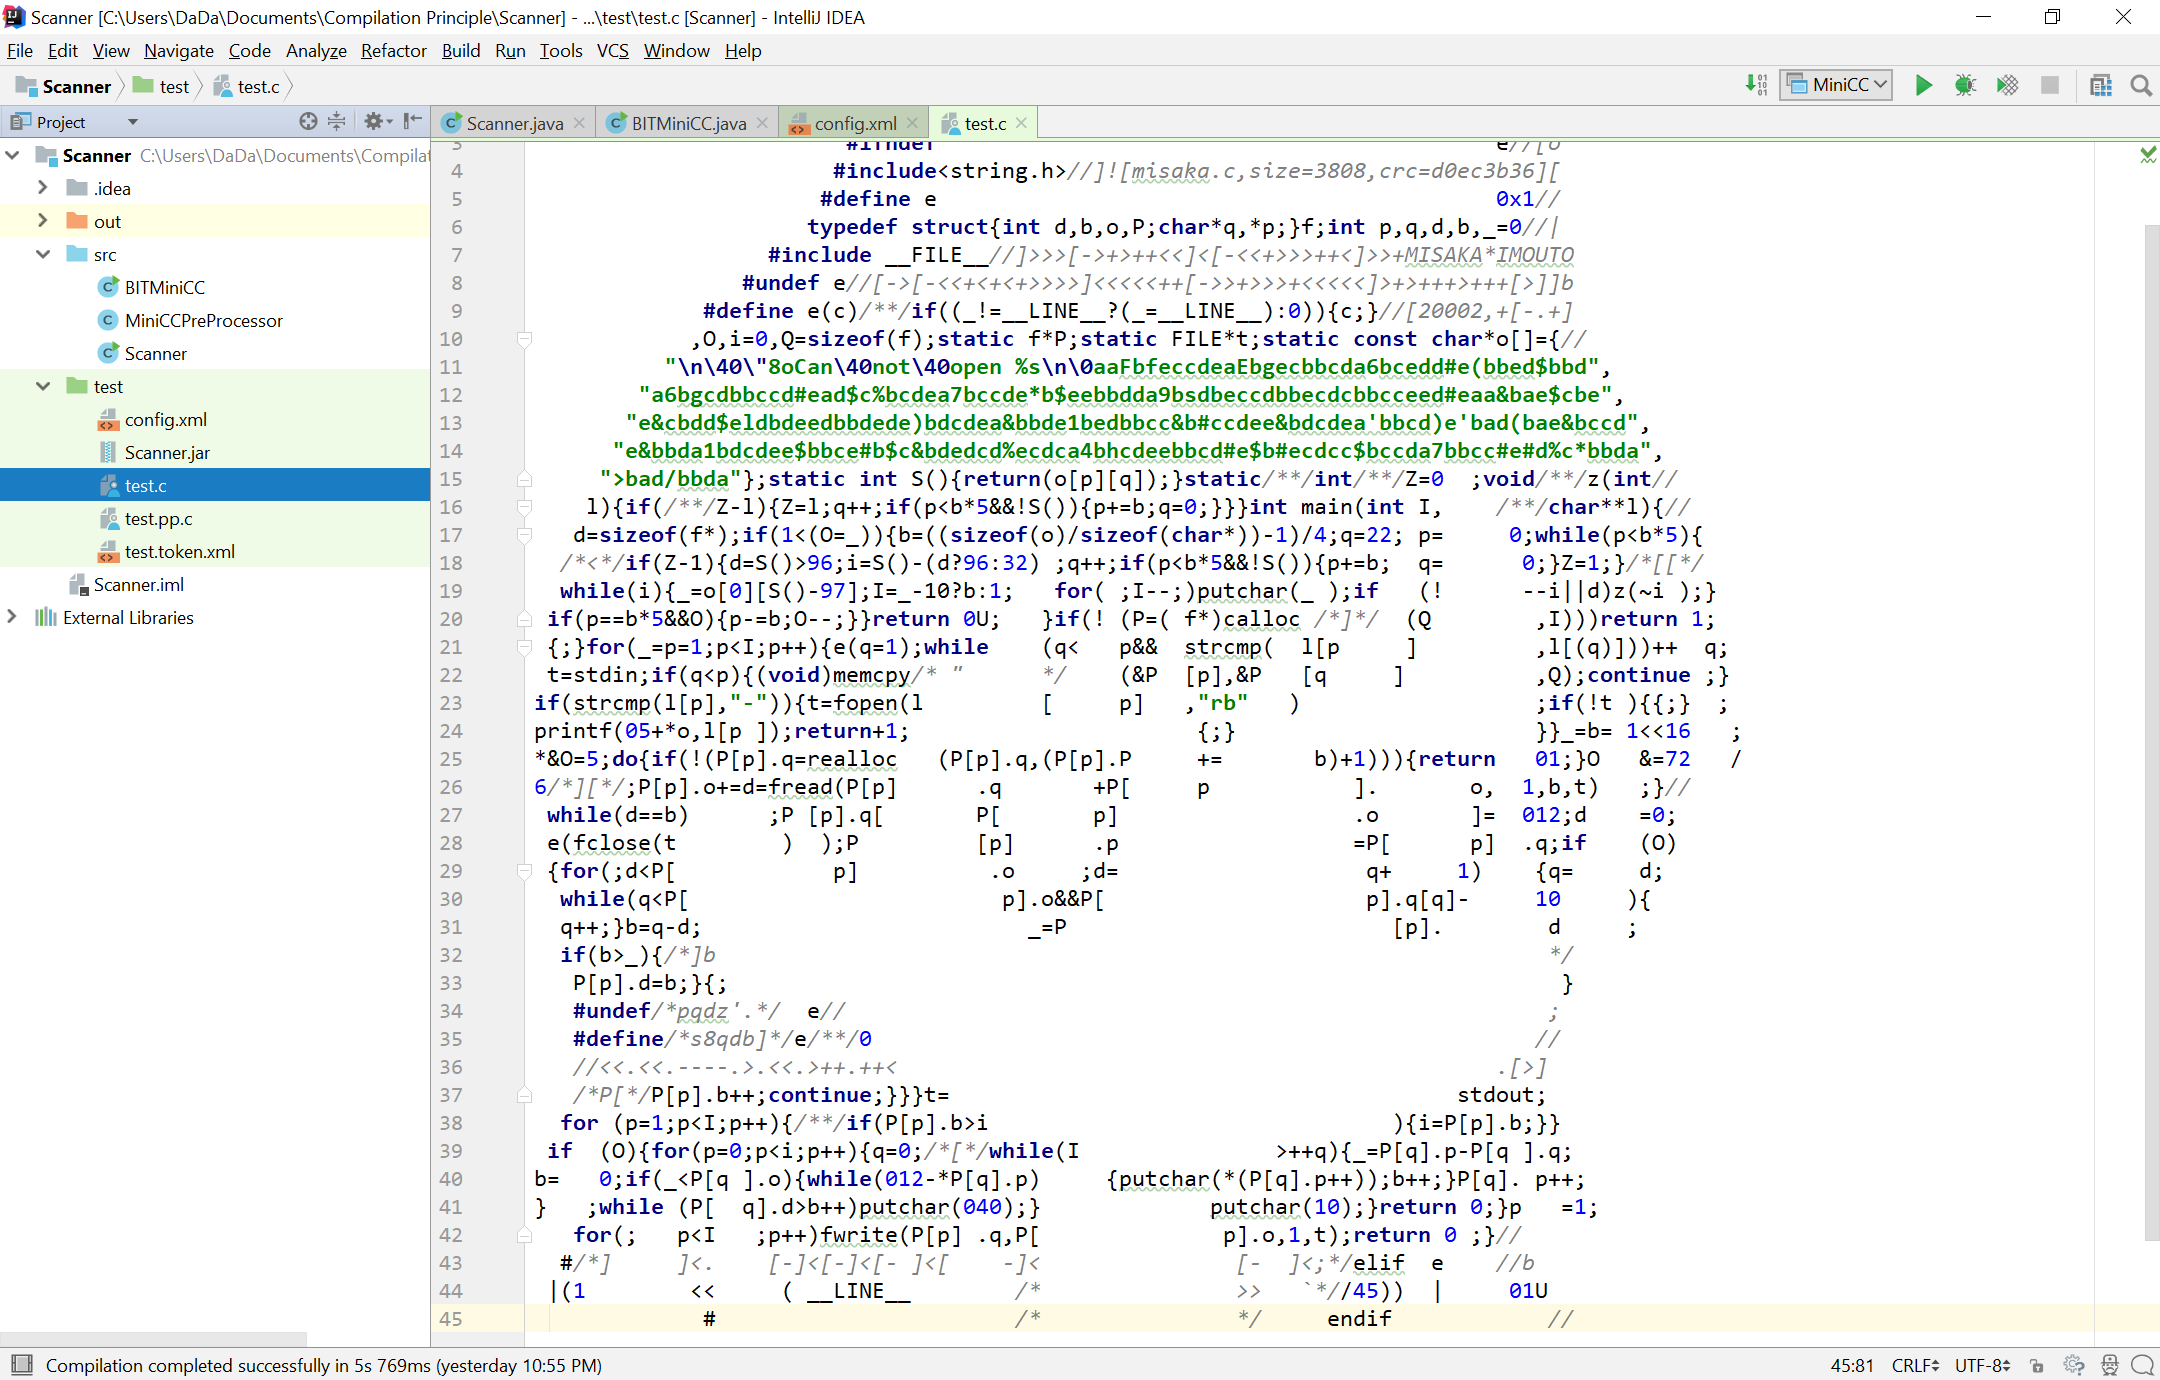 Scanner [C:\Users\DaDa\Documents\Compilation Principle\Scanner] - ...\test\test.c [Scanner] - IntelliJ IDEA
File Edit View Navigate Code Analyze Refactor Build Run Tools VCS Window Help
Scanner test test.c MiniCC
Project Scanner.java BITMiniCC.java config.xml test.c
Scanner C:\Users\DaDa\Documents\Compilat
.idea
out
src
BITMiniCC
MiniCCPreProcessor
Scanner
test
config.xml
Scanner.jar
test.c
test.pp.c
test.token.xml
Scanner.iml
External Libraries
3 #ifndef e//[o
4 #include<string.h>//]![misaka.c,size=3808,crc=d0ec3b36][
5 #define e 0x1//
6 typedef struct{int d,b,o,P;char*q,*p;}f;int p,q,d,b,_=0//|
7 #include __FILE__//]>>>[->+>++<<]<[-<<+>>>++<]>>+MISAKA*IMOUTO
8 #undef e//[->[-<<+<+<+>>>>]<<<<<++[->>+>>>+<<<<<]>+>+++>+++[>]]b
9 #define e(c)/**/if((_!=__LINE__?(_=__LINE__):0)){c;}//[20002,+[-.+]
10 ,O,i=0,Q=sizeof(f);static f*P;static FILE*t;static const char*o[]={//
11 "\n\40\"8oCan\40not\40open %s\n\0aaFbfeccdeaEbgecbbcda6bcedd#e(bbed$bbd",
12 "a6bgcdbbccd#ead$c%bcdea7bccde*b$eebbdda9bsdbeccdbbecdcbbcceed#eaa&bae$cbe",
13 "e&cbdd$eldbdeedbbdede)bdcdea&bbde1bedbbcc&b#ccdee&bdcdea'bbcd)e'bad(bae&bccd",
14 "e&bbda1bdcdee$bbce#b$c&bdedcd%ecdca4bhcdeebbcd#e$b#ecdcc$bccda7bbcc#e#d%c*bbda",
15 ">bad/bbda"};static int S(){return(o[p][q]);}static/**/int/**/Z=0 ;void/**/z(int//
16 l){if(/**/Z-l){Z=l;q++;if(p<b*5&&!S()){p+=b;q=0;}}}int main(int I, /**/char**l){//
17 d=sizeof(f*);if(1<(O=_)){b=((sizeof(o)/sizeof(char*))-1)/4;q=22; p= 0;while(p<b*5){
18 /*<*/if(Z-1){d=S()>96;i=S()-(d?96:32) ;q++;if(p<b*5&&!S()){p+=b; q= 0;}Z=1;}/*[[*/
19 while(i){_=o[0][S()-97];I=_-10?b:1; for( ;I--;)putchar(_ );if (! --i||d)z(~i );}
20 if(p==b*5&&O){p-=b;O--;}}return 0U; }if(! (P=( f*)calloc /*]*/ (Q ,I)))return 1;
21 {;}for(_=p=1;p<I;p++){e(q=1);while (q< p&& strcmp( l[p ] ,l[(q)]))++ q;
22 t=stdin;if(q<p){(void)memcpy/* " */ (&P [p],&P [q ] ,Q);continue ;}
23 if(strcmp(l[p],"-")){t=fopen(l [ p] ,"rb" ) ;if(!t ){{;} ;
24 printf(05+*o,l[p ]);return+1; {;} }}_=b= 1<<16 ;
25 *&O=5;do{if(!(P[p].q=realloc (P[p].q,(P[p].P += b)+1))){return 01;}O &=72 /
26 6/*][*/;P[p].o+=d=fread(P[p] .q +P[ p ]. o, 1,b,t) ;}//
27 while(d==b) ;P [p].q[ P[ p] .o ]= 012;d =0;
28 e(fclose(t ) );P [p] .p =P[ p] .q;if (O)
29 {for(;d<P[ p] .o ;d= q+ 1) {q= d;
30 while(q<P[ p].o&&P[ p].q[q]- 10 ){
31 q++;}b=q-d; _=P [p]. d ;
32 if(b>_){/*]b */
33 P[p].d=b;}{; }
34 #undef/*pqdz'.*/ e// ;
35 #define/*s8qdb]*/e/**/0 //
36 //<<.<<.----.>.<<.>++.++< .[>]
37 /*P[*/P[p].b++;continue;}}}t= stdout;
38 for (p=1;p<I;p++){/**/if(P[p].b>i ){i=P[p].b;}}
39 if (O){for(p=0;p<i;p++){q=0;/*[*/while(I >++q){_=P[q].p-P[q ].q;
40 b= 0;if(_<P[q ].o){while(012-*P[q].p) {putchar(*(P[q].p++));b++;}P[q]. p++;
41 } ;while (P[ q].d>b++)putchar(040);} putchar(10);}return 0;}p =1;
42 for(; p<I ;p++)fwrite(P[p] .q,P[ p].o,1,t);return 0 ;}//
43 #/*] ]<. [-]<[-]<[- ]<[ -]< [- ]<;*/elif e //b
44 |(1 << ( __LINE__ /* >> `*//45)) | 01U
45 # /* */ endif //
Compilation completed successfully in 5s 769ms (yesterday 10:55 PM) 45:81 CRLF UTF-8